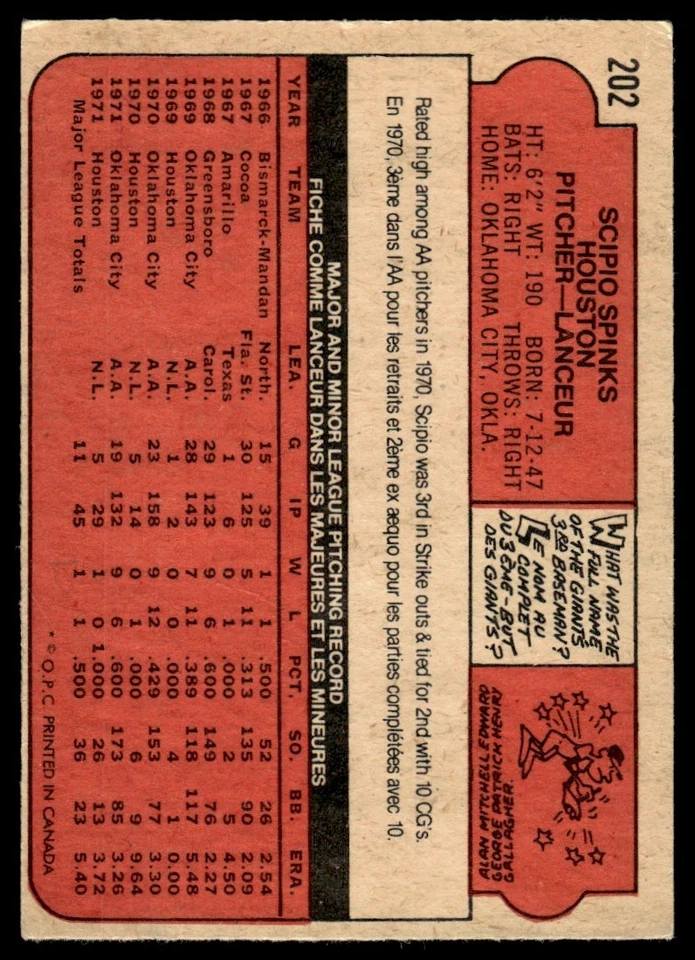 202
SCIPIO SPINKS
HOUSTON
PITCHER—LANCEUR
HT: 6'2" WT: 190 BORN: 7-12-47
BATS: RIGHT THROWS: RIGHT
HOME: OKLAHOMA CITY, OKLA.
WHAT WAS THE
FULL NAME
OF THE GIANTS
3RD BASEMAN?
LE NOM AU
COMPLET
DU 3ÈME-BUT
DES GIANTS?
ALAN MITCHELL EDWARD
GEORGE PATRICK HENRY
GALLAGHER.
Rated high among AA pitchers in 1970, Scipio was 3rd in Strike outs & tied for 2nd with 10 CG's.
En 1970, 3ème dans l'AA pour les retraits et 2ème ex aequo pour les parties complétées avec 10.
MAJOR AND MINOR LEAGUE PITCHING RECORD
FICHE COMME LANCEUR DANS LES MAJEURES ET LES MINEURES
YEAR TEAM LEA. G IP W L PCT. SO. BB. ERA.
1966 Bismarck-Mandan North. 15 39 1 1 .500 52 26 2.54
1967 Cocoa Fla. St. 30 125 5 11 .313 135 90 2.09
1967 Amarillo Texas 1 6 0 1 .000 2 5 4.50
1968 Greensboro Carol. 29 123 9 6 .600 149 76 2.27
1969 Oklahoma City A.A. 28 143 7 11 .389 118 117 5.48
1969 Houston N.L. 1 2 0 0 .000 4 1 0.00
1970 Oklahoma City A.A. 23 158 9 12 .429 153 77 3.30
1970 Houston N.L. 5 14 0 1 .000 6 9 9.64
1971 Oklahoma City A.A. 19 132 9 6 .600 173 85 3.26
1971 Houston N.L. 5 29 1 0 1.000 26 13 3.72
Major League Totals 11 45 1 1 .500 36 23 5.40
* © O.P.C. PRINTED IN CANADA